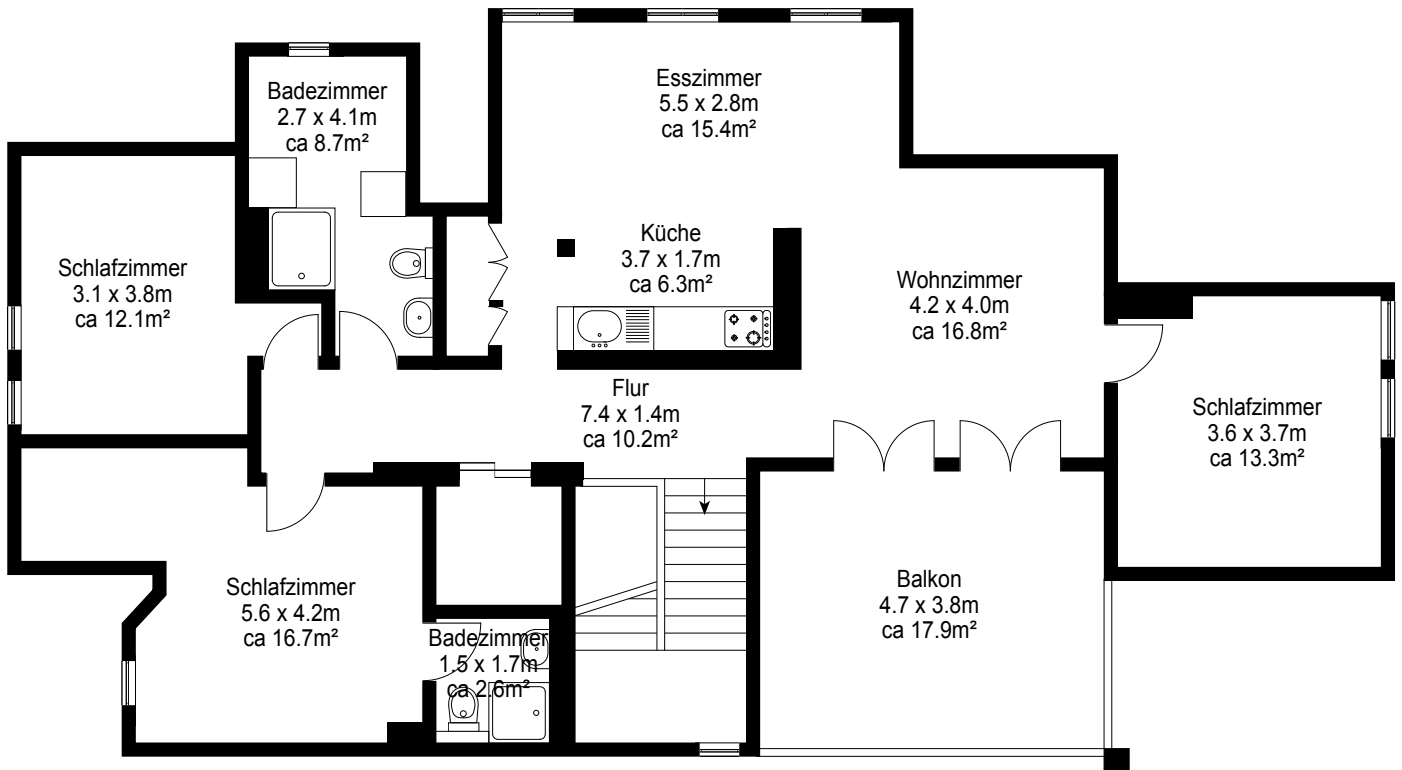 Badezimmer
2.7 x 4.1m
ca 8.7m²
Esszimmer
5.5 x 2.8m
ca 15.4m²
Schlafzimmer
3.1 x 3.8m
ca 12.1m²
Küche
3.7 x 1.7m
ca 6.3m²
Wohnzimmer
4.2 x 4.0m
ca 16.8m²
Flur
7.4 x 1.4m
ca 10.2m²
Schlafzimmer
3.6 x 3.7m
ca 13.3m²
Schlafzimmer
5.6 x 4.2m
ca 16.7m²
Badezimmer
1.5 x 1.7m
ca 2.6m²
Balkon
4.7 x 3.8m
ca 17.9m²